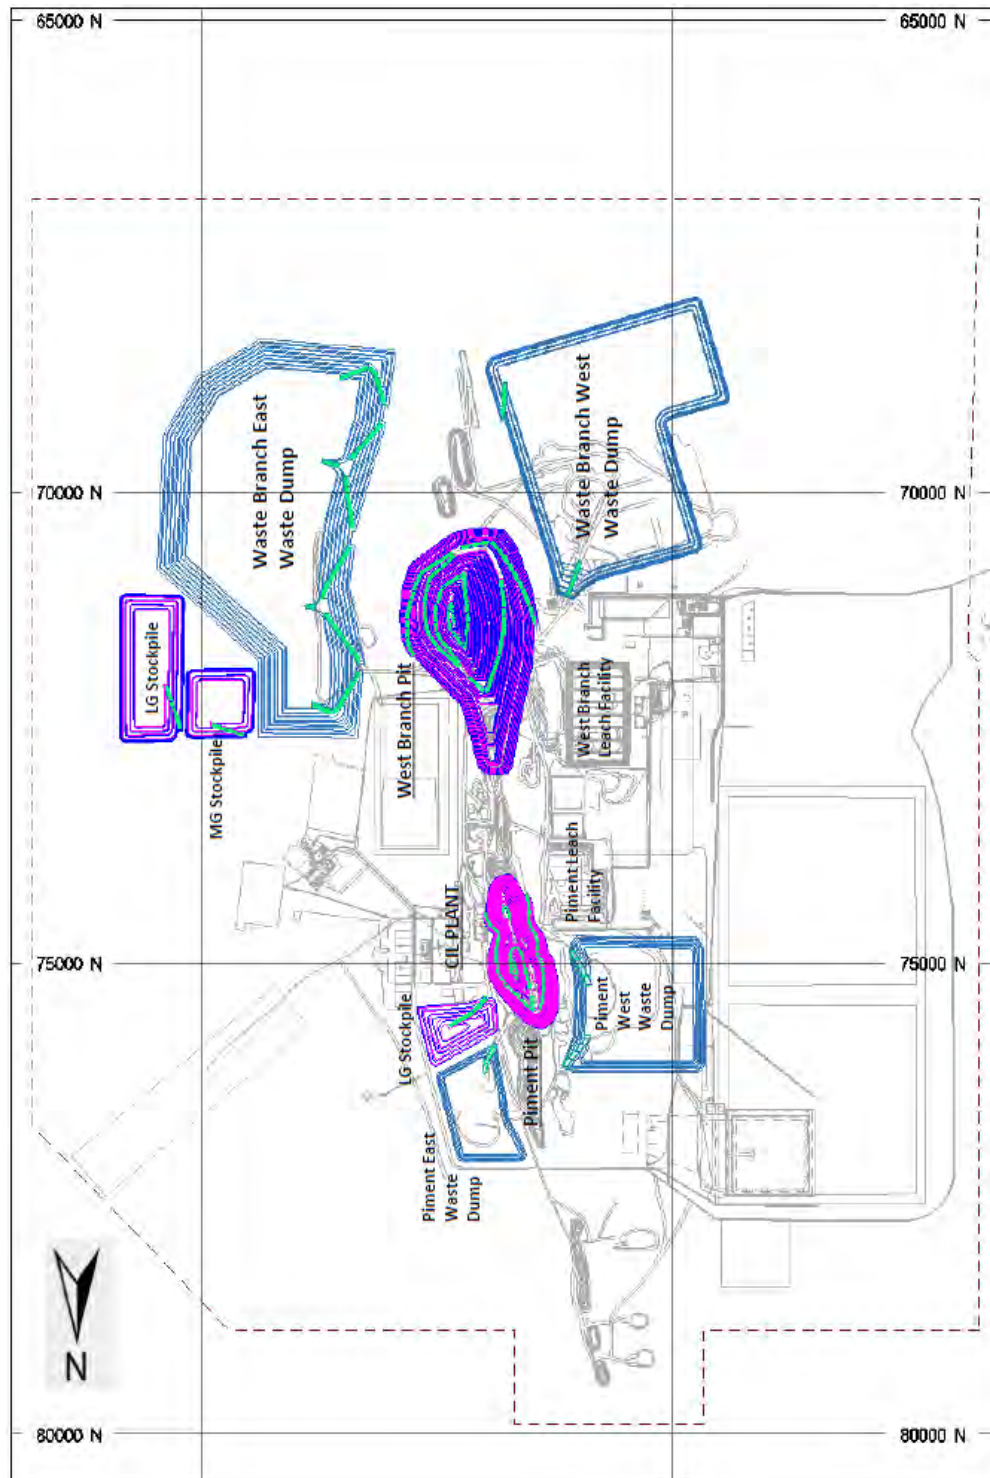 65000 N
65000 N
Waste Branch East
Waste Dump
Waste Branch West
Waste Dump
70000 N
70000 N
LG Stockpile
MG Stockpile
West Branch Pit
West Branch
Leach Facility
Piment Leach
Facility
CIL PLANT
75000 N
75000 N
LG Stockpile
Piment Pit
Piment
West
Waste
Dump
Piment East
Waste
Dump
N
80000 N
80000 N